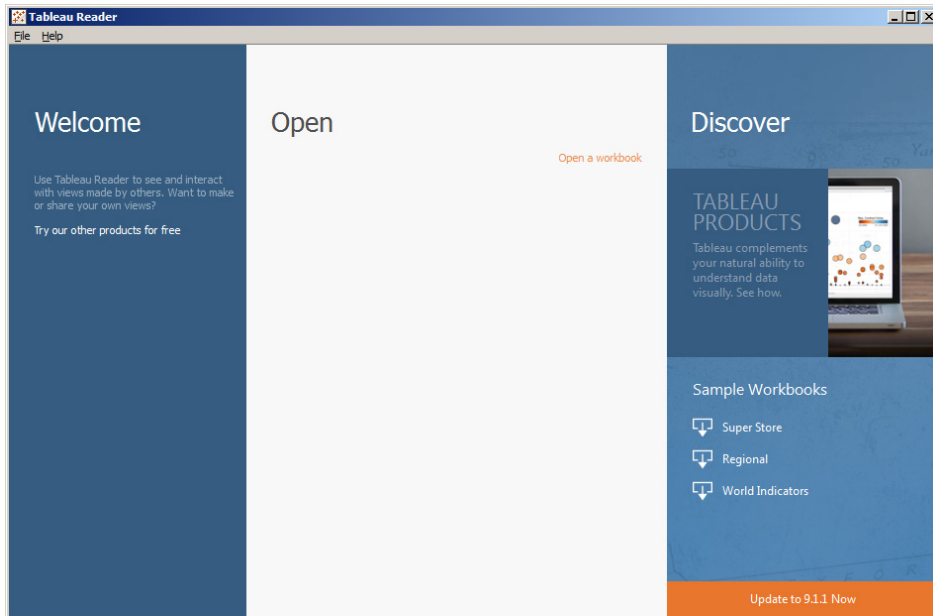 Tableau Reader
File Help
Welcome
Use Tableau Reader to see and interact
with views made by others. Want to make
or share your own views?
Try our other products for free
Open
Open a workbook
Discover
TABLEAU
PRODUCTS
Tableau complements
your natural ability to
understand data
visually. See how.
Sample Workbooks
Super Store
Regional
World Indicators
Update to 9.1.1 Now